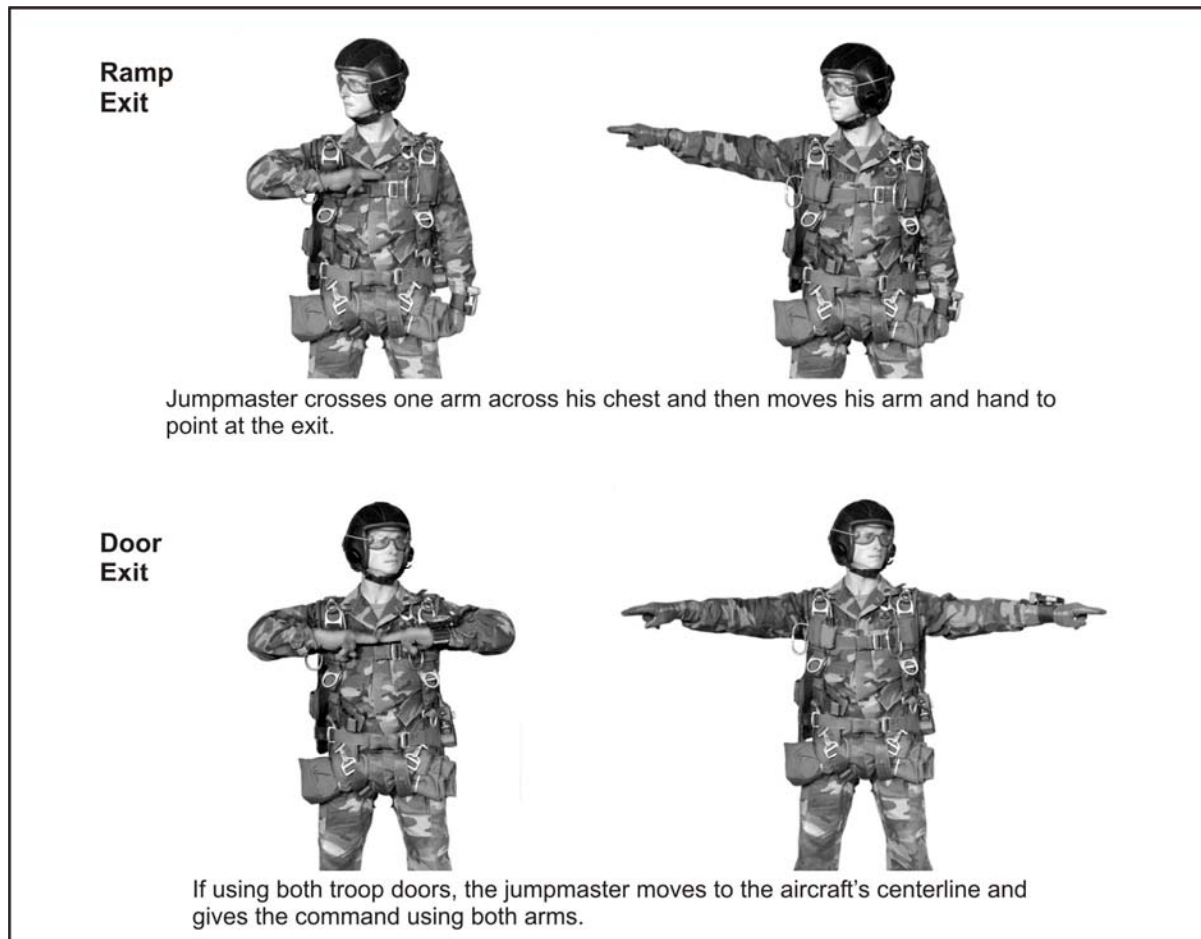 Ramp
Exit
Jumpmaster crosses one arm across his chest and then moves his arm and hand to
point at the exit.
Door
Exit
If using both troop doors, the jumpmaster moves to the aircraft's centerline and
gives the command using both arms.